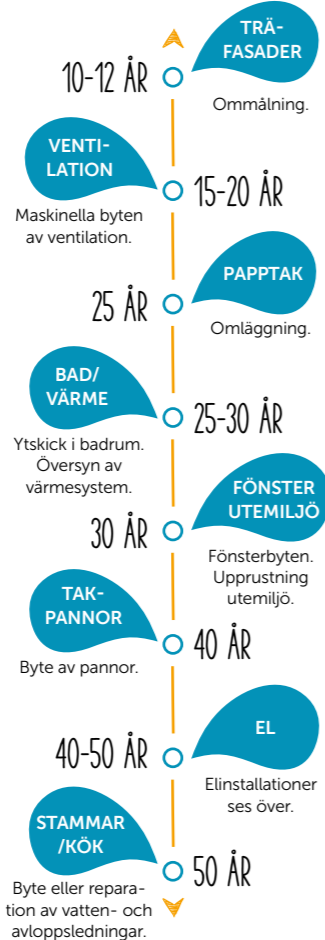 TRÄ-
FASADER
10-12 ÅR
Ommålning.
VENTI-
LATION
15-20 ÅR
Maskinella byten
av ventilation.
PAPPTAK
25 ÅR
Omläggning.
BAD/
VÄRME
25-30 ÅR
Ytskick i badrum.
Översyn av
värmesystem.
FÖNSTER
UTEMILJÖ
30 ÅR
Fönsterbyten.
Upprustning
utemiljö.
TAK-
PANNOR
40 ÅR
Byte av pannor.
EL
40-50 ÅR
Elinstallationer
ses över.
STAMMAR
/KÖK
50 ÅR
Byte eller repara-
tion av vatten- och
avloppsledningar.